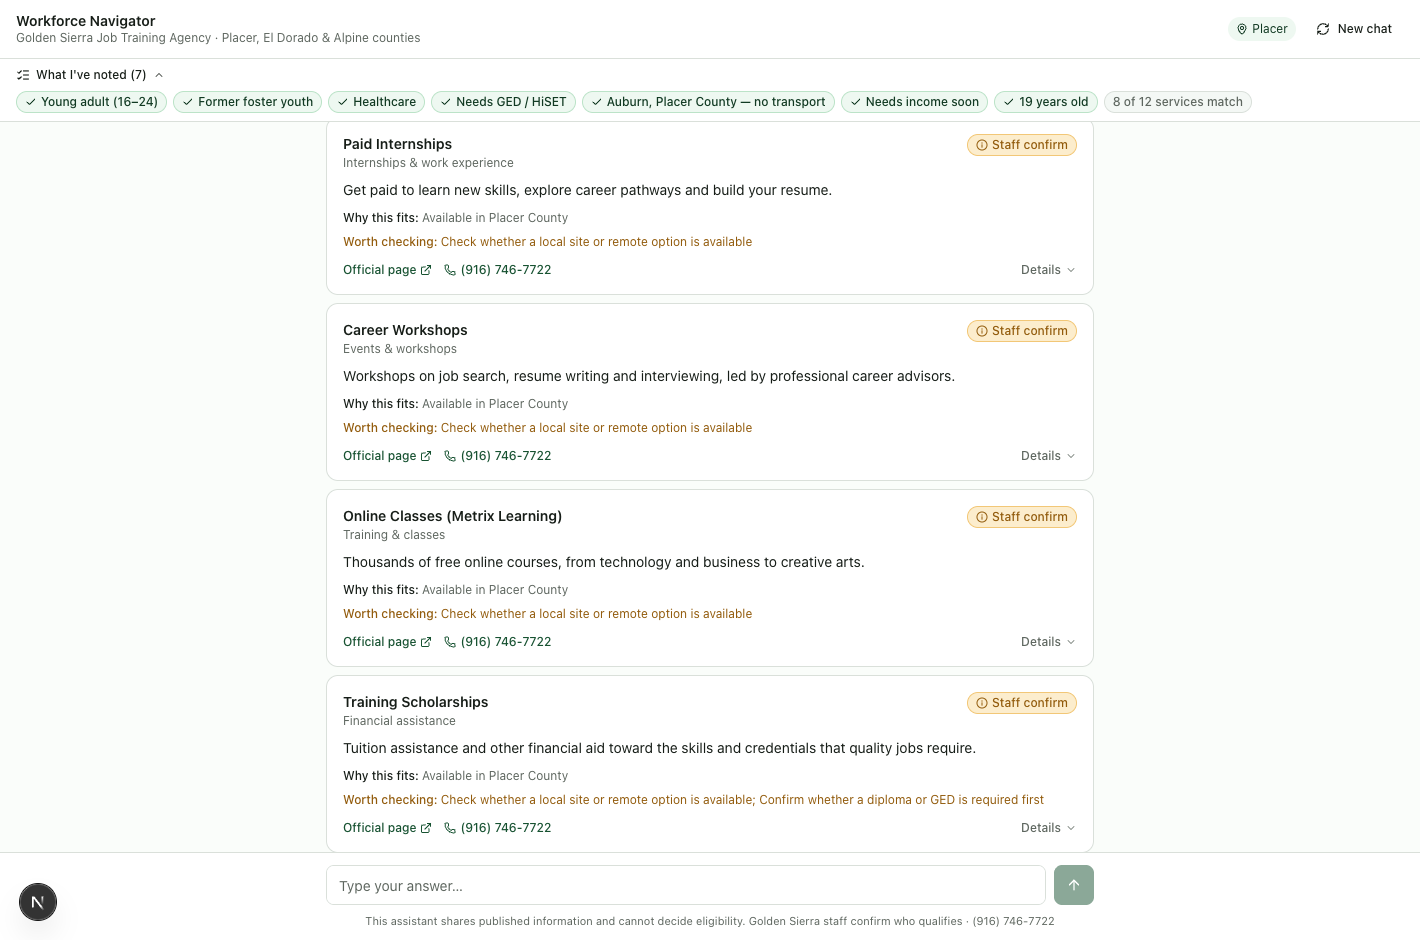 Workforce Navigator
Golden Sierra Job Training Agency · Placer, El Dorado & Alpine counties
Placer
New chat
What I've noted (7)
Young adult (16–24)
Former foster youth
Healthcare
Needs GED / HiSET
Auburn, Placer County — no transport
Needs income soon
19 years old
8 of 12 services match
Paid Internships
Staff confirm
Internships & work experience
Get paid to learn new skills, explore career pathways and build your resume.
Why this fits: Available in Placer County
Worth checking: Check whether a local site or remote option is available
Official page (916) 746-7722 Details
Career Workshops
Staff confirm
Events & workshops
Workshops on job search, resume writing and interviewing, led by professional career advisors.
Why this fits: Available in Placer County
Worth checking: Check whether a local site or remote option is available
Official page (916) 746-7722 Details
Online Classes (Metrix Learning)
Staff confirm
Training & classes
Thousands of free online courses, from technology and business to creative arts.
Why this fits: Available in Placer County
Worth checking: Check whether a local site or remote option is available
Official page (916) 746-7722 Details
Training Scholarships
Staff confirm
Financial assistance
Tuition assistance and other financial aid toward the skills and credentials that quality jobs require.
Why this fits: Available in Placer County
Worth checking: Check whether a local site or remote option is available; Confirm whether a diploma or GED is required first
Official page (916) 746-7722 Details
Type your answer...
N
This assistant shares published information and cannot decide eligibility. Golden Sierra staff confirm who qualifies · (916) 746-7722